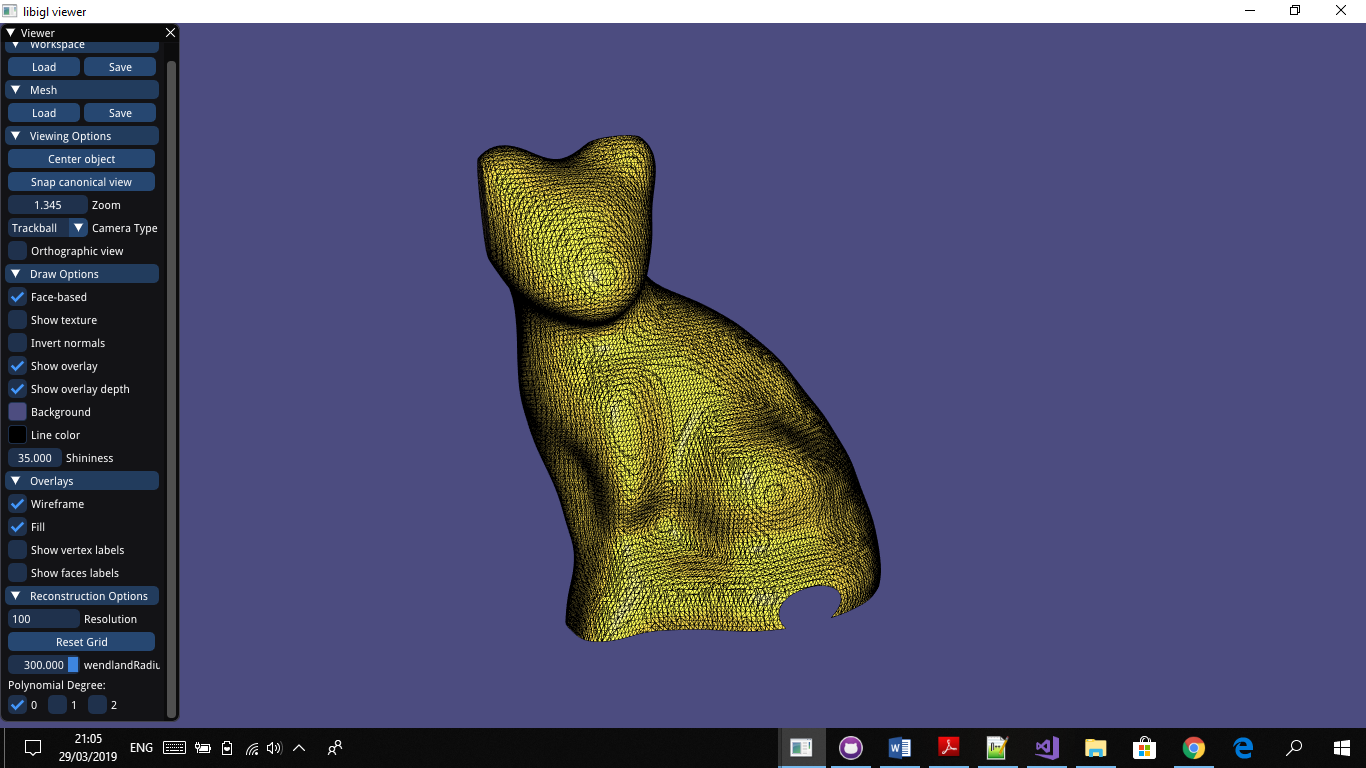 libigl viewer
Viewer
Workspace
Load Save
Mesh
Load Save
Viewing Options
Center object
Snap canonical view
1.345 Zoom
Trackball Camera Type
Orthographic view
Draw Options
Face-based
Show texture
Invert normals
Show overlay
Show overlay depth
Background
Line color
35.000 Shininess
Overlays
Wireframe
Fill
Show vertex labels
Show faces labels
Reconstruction Options
100 Resolution
Reset Grid
300.000 wendlandRadiu
Polynomial Degree:
0 1 2
21:05
ENG
29/03/2019